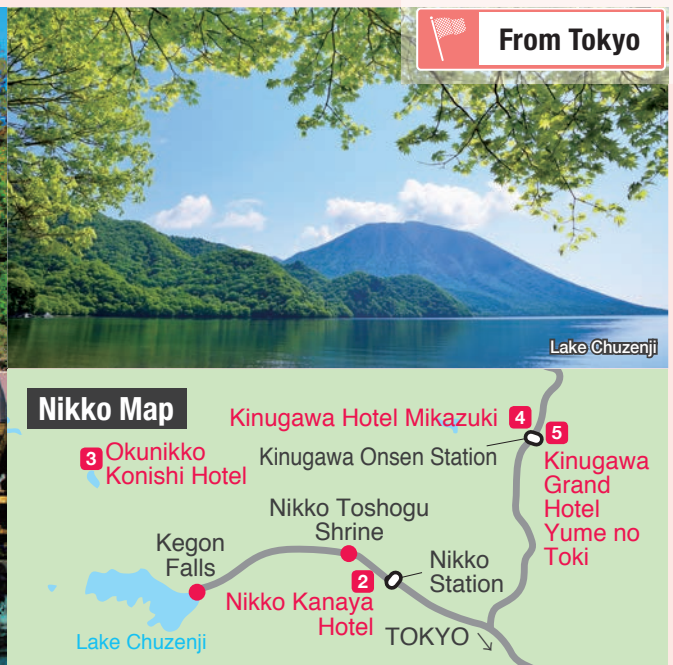 From Tokyo
Lake Chuzenji
Nikko Map
Kinugawa Hotel Mikazuki 4
5
Kinugawa
Grand
Hotel
Yume no
Toki
Kinugawa Onsen Station
3 Okunikko
Konishi Hotel
Nikko Toshogu
Shrine
Kegon
Falls
Nikko
Station
2
Nikko Kanaya
Hotel
TOKYO
Lake Chuzenji